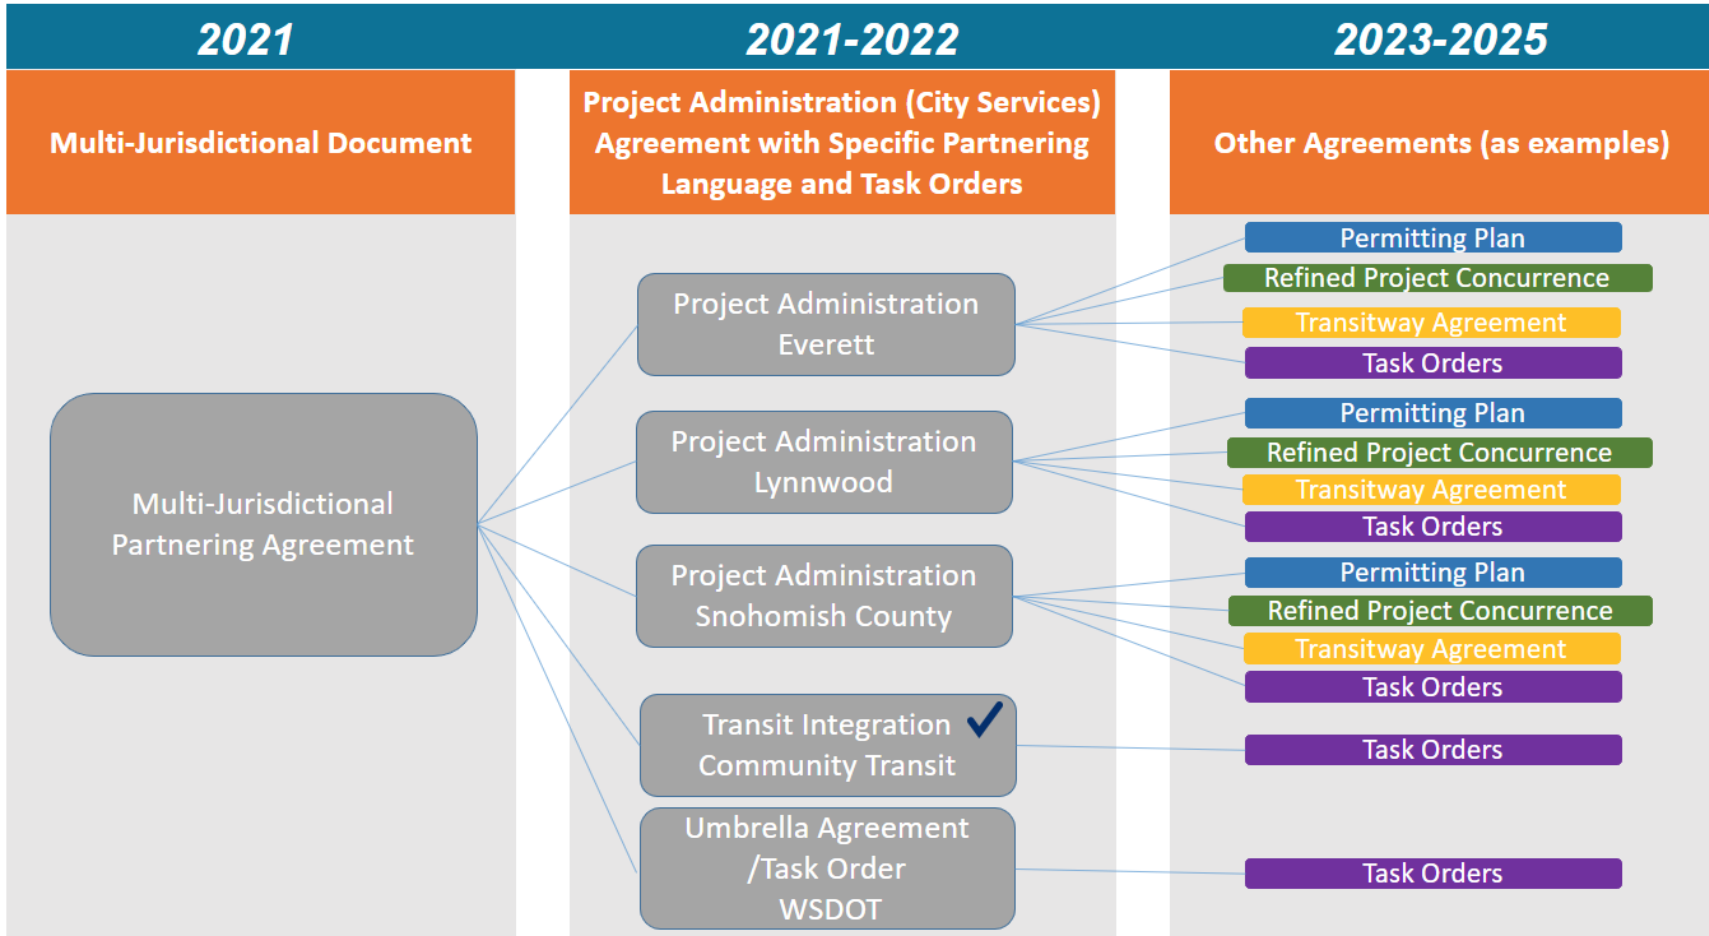 2021
2021-2022
2023-2025
Multi-Jurisdictional Document
Project Administration (City Services)
Agreement with Specific Partnering
Language and Task Orders
Other Agreements (as examples)
Multi-Jurisdictional
Partnering Agreement
Project Administration
Everett
Permitting Plan
Refined Project Concurrence
Transitway Agreement
Task Orders
Project Administration
Lynnwood
Permitting Plan
Refined Project Concurrence
Transitway Agreement
Task Orders
Project Administration
Snohomish County
Permitting Plan
Refined Project Concurrence
Transitway Agreement
Task Orders
Transit Integration
Community Transit
Task Orders
Umbrella Agreement
/Task Order
WSDOT
Task Orders